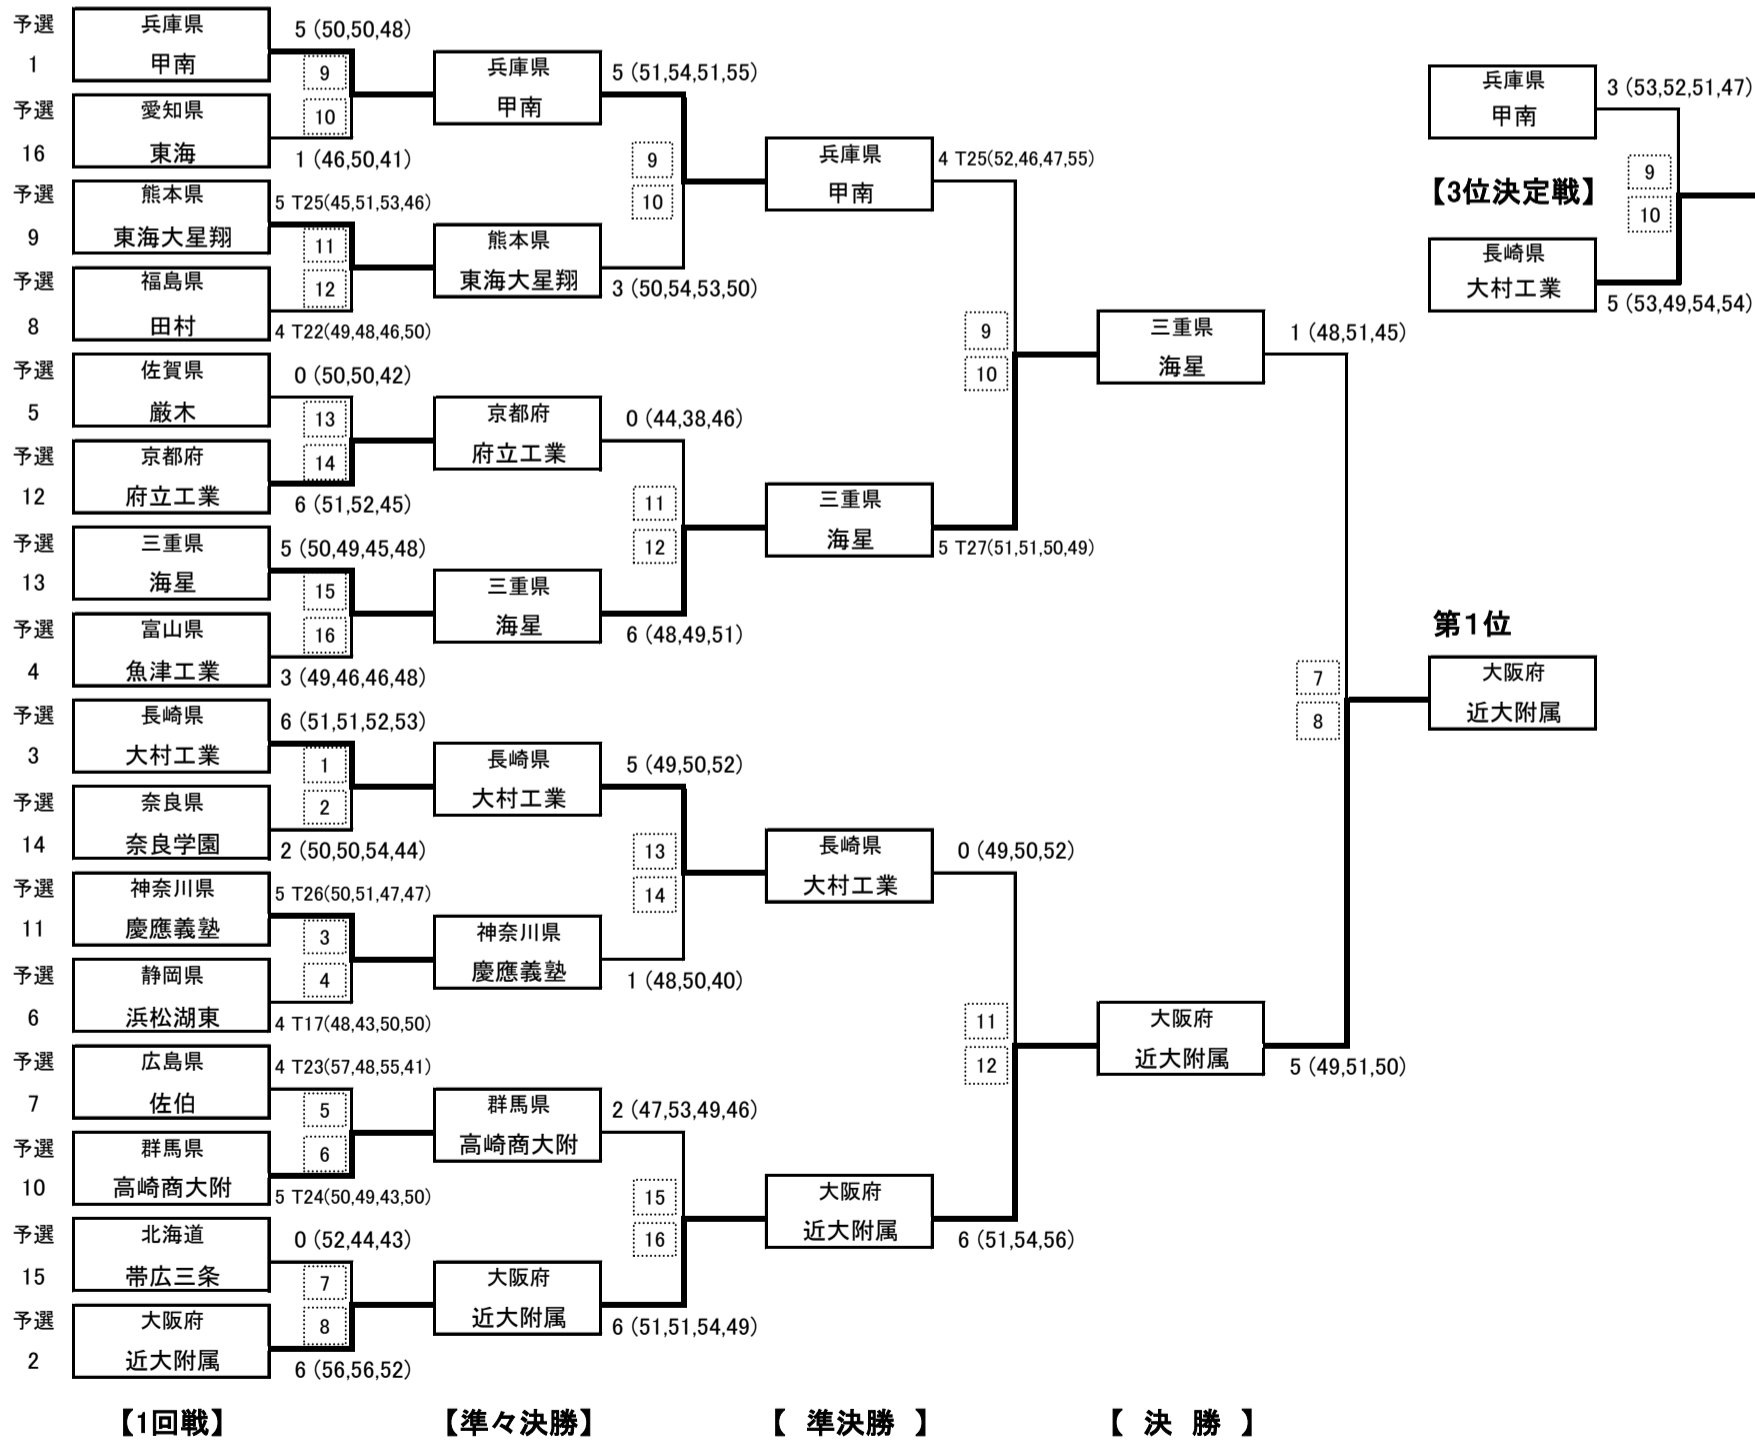 予選
1
兵庫県
甲南
5 (50,50,48)
9
10
予選
16
愛知県
東海
1 (46,50,41)
予選
9
熊本県
東海大星翔
5 T25(45,51,53,46)
11
12
予選
8
福島県
田村
4 T22(49,48,46,50)
予選
5
佐賀県
厳木
0 (50,50,42)
13
14
予選
12
京都府
府立工業
6 (51,52,45)
予選
13
三重県
海星
5 (50,49,45,48)
15
16
予選
4
富山県
魚津工業
3 (49,46,46,48)
予選
3
長崎県
大村工業
6 (51,51,52,53)
1
2
予選
14
奈良県
奈良学園
2 (50,50,54,44)
予選
11
神奈川県
慶應義塾
5 T26(50,51,47,47)
3
4
予選
6
静岡県
浜松湖東
4 T17(48,43,50,50)
予選
7
広島県
佐伯
4 T23(57,48,55,41)
5
6
予選
10
群馬県
高崎商大附
5 T24(50,49,43,50)
予選
15
北海道
帯広三条
0 (52,44,43)
7
8
予選
2
大阪府
近大附属
6 (56,56,52)
【1回戦】
兵庫県
甲南
5 (51,54,51,55)
9
10
熊本県
東海大星翔
3 (50,54,53,50)
京都府
府立工業
0 (44,38,46)
11
12
三重県
海星
6 (48,49,51)
長崎県
大村工業
5 (49,50,52)
13
14
神奈川県
慶應義塾
1 (48,50,40)
群馬県
高崎商大附
2 (47,53,49,46)
15
16
大阪府
近大附属
6 (51,51,54,49)
【準々決勝】
兵庫県
甲南
4 T25(52,46,47,55)
9
10
三重県
海星
5 T27(51,51,50,49)
長崎県
大村工業
0 (49,50,52)
11
12
大阪府
近大附属
6 (51,54,56)
【 準決勝 】
三重県
海星
1 (48,51,45)
7
8
大阪府
近大附属
5 (49,51,50)
【 決 勝 】
兵庫県
甲南
3 (53,52,51,47)
【3位決定戦】
9
10
長崎県
大村工業
5 (53,49,54,54)
第1位
大阪府
近大附属